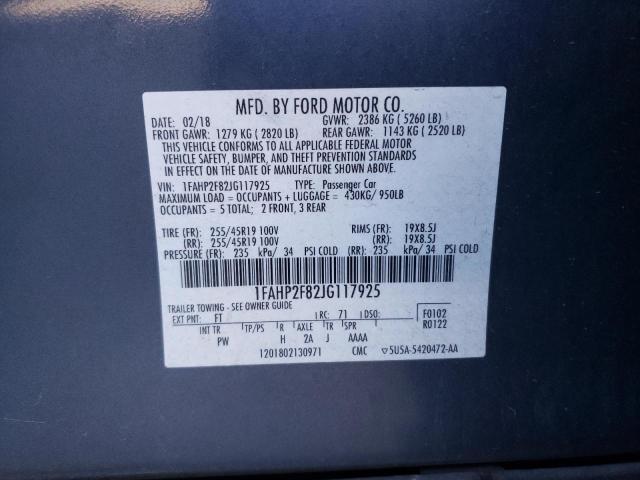 MFD. BY FORD MOTOR CO.
DATE: 02/18 GVWR: 2386 KG ( 5260 LB)
FRONT GAWR: 1279 KG ( 2820 LB) REAR GAWR: 1143 KG ( 2520 LB)
THIS VEHICLE CONFORMS TO ALL APPLICABLE FEDERAL MOTOR
VEHICLE SAFETY, BUMPER, AND THEFT PREVENTION STANDARDS
IN EFFECT ON THE DATE OF MANUFACTURE SHOWN ABOVE.
VIN: 1FAHP2F82JG117925 TYPE: Passenger Car
MAXIMUM LOAD = OCCUPANTS + LUGGAGE = 430KG/ 950LB
OCCUPANTS = 5 TOTAL; 2 FRONT, 3 REAR
TIRE (FR): 255/45R19 100V RIMS (FR): 19X8.5J
(RR): 255/45R19 100V (RR): 19X8.5J
PRESSURE (FR): 235 kPa/ 34 PSI COLD (RR): 235 kPa/ 34 PSI COLD
1FAHP2F82JG117925
TRAILER TOWING - SEE OWNER GUIDE
EXT PNT: FT RC: 71 DSO: F0102
R0122
INT TR TP/PS R AXLE TR SPR
PW H 2A J AAAA
1201802130971 CMC ▽5U5A-5420472-AA